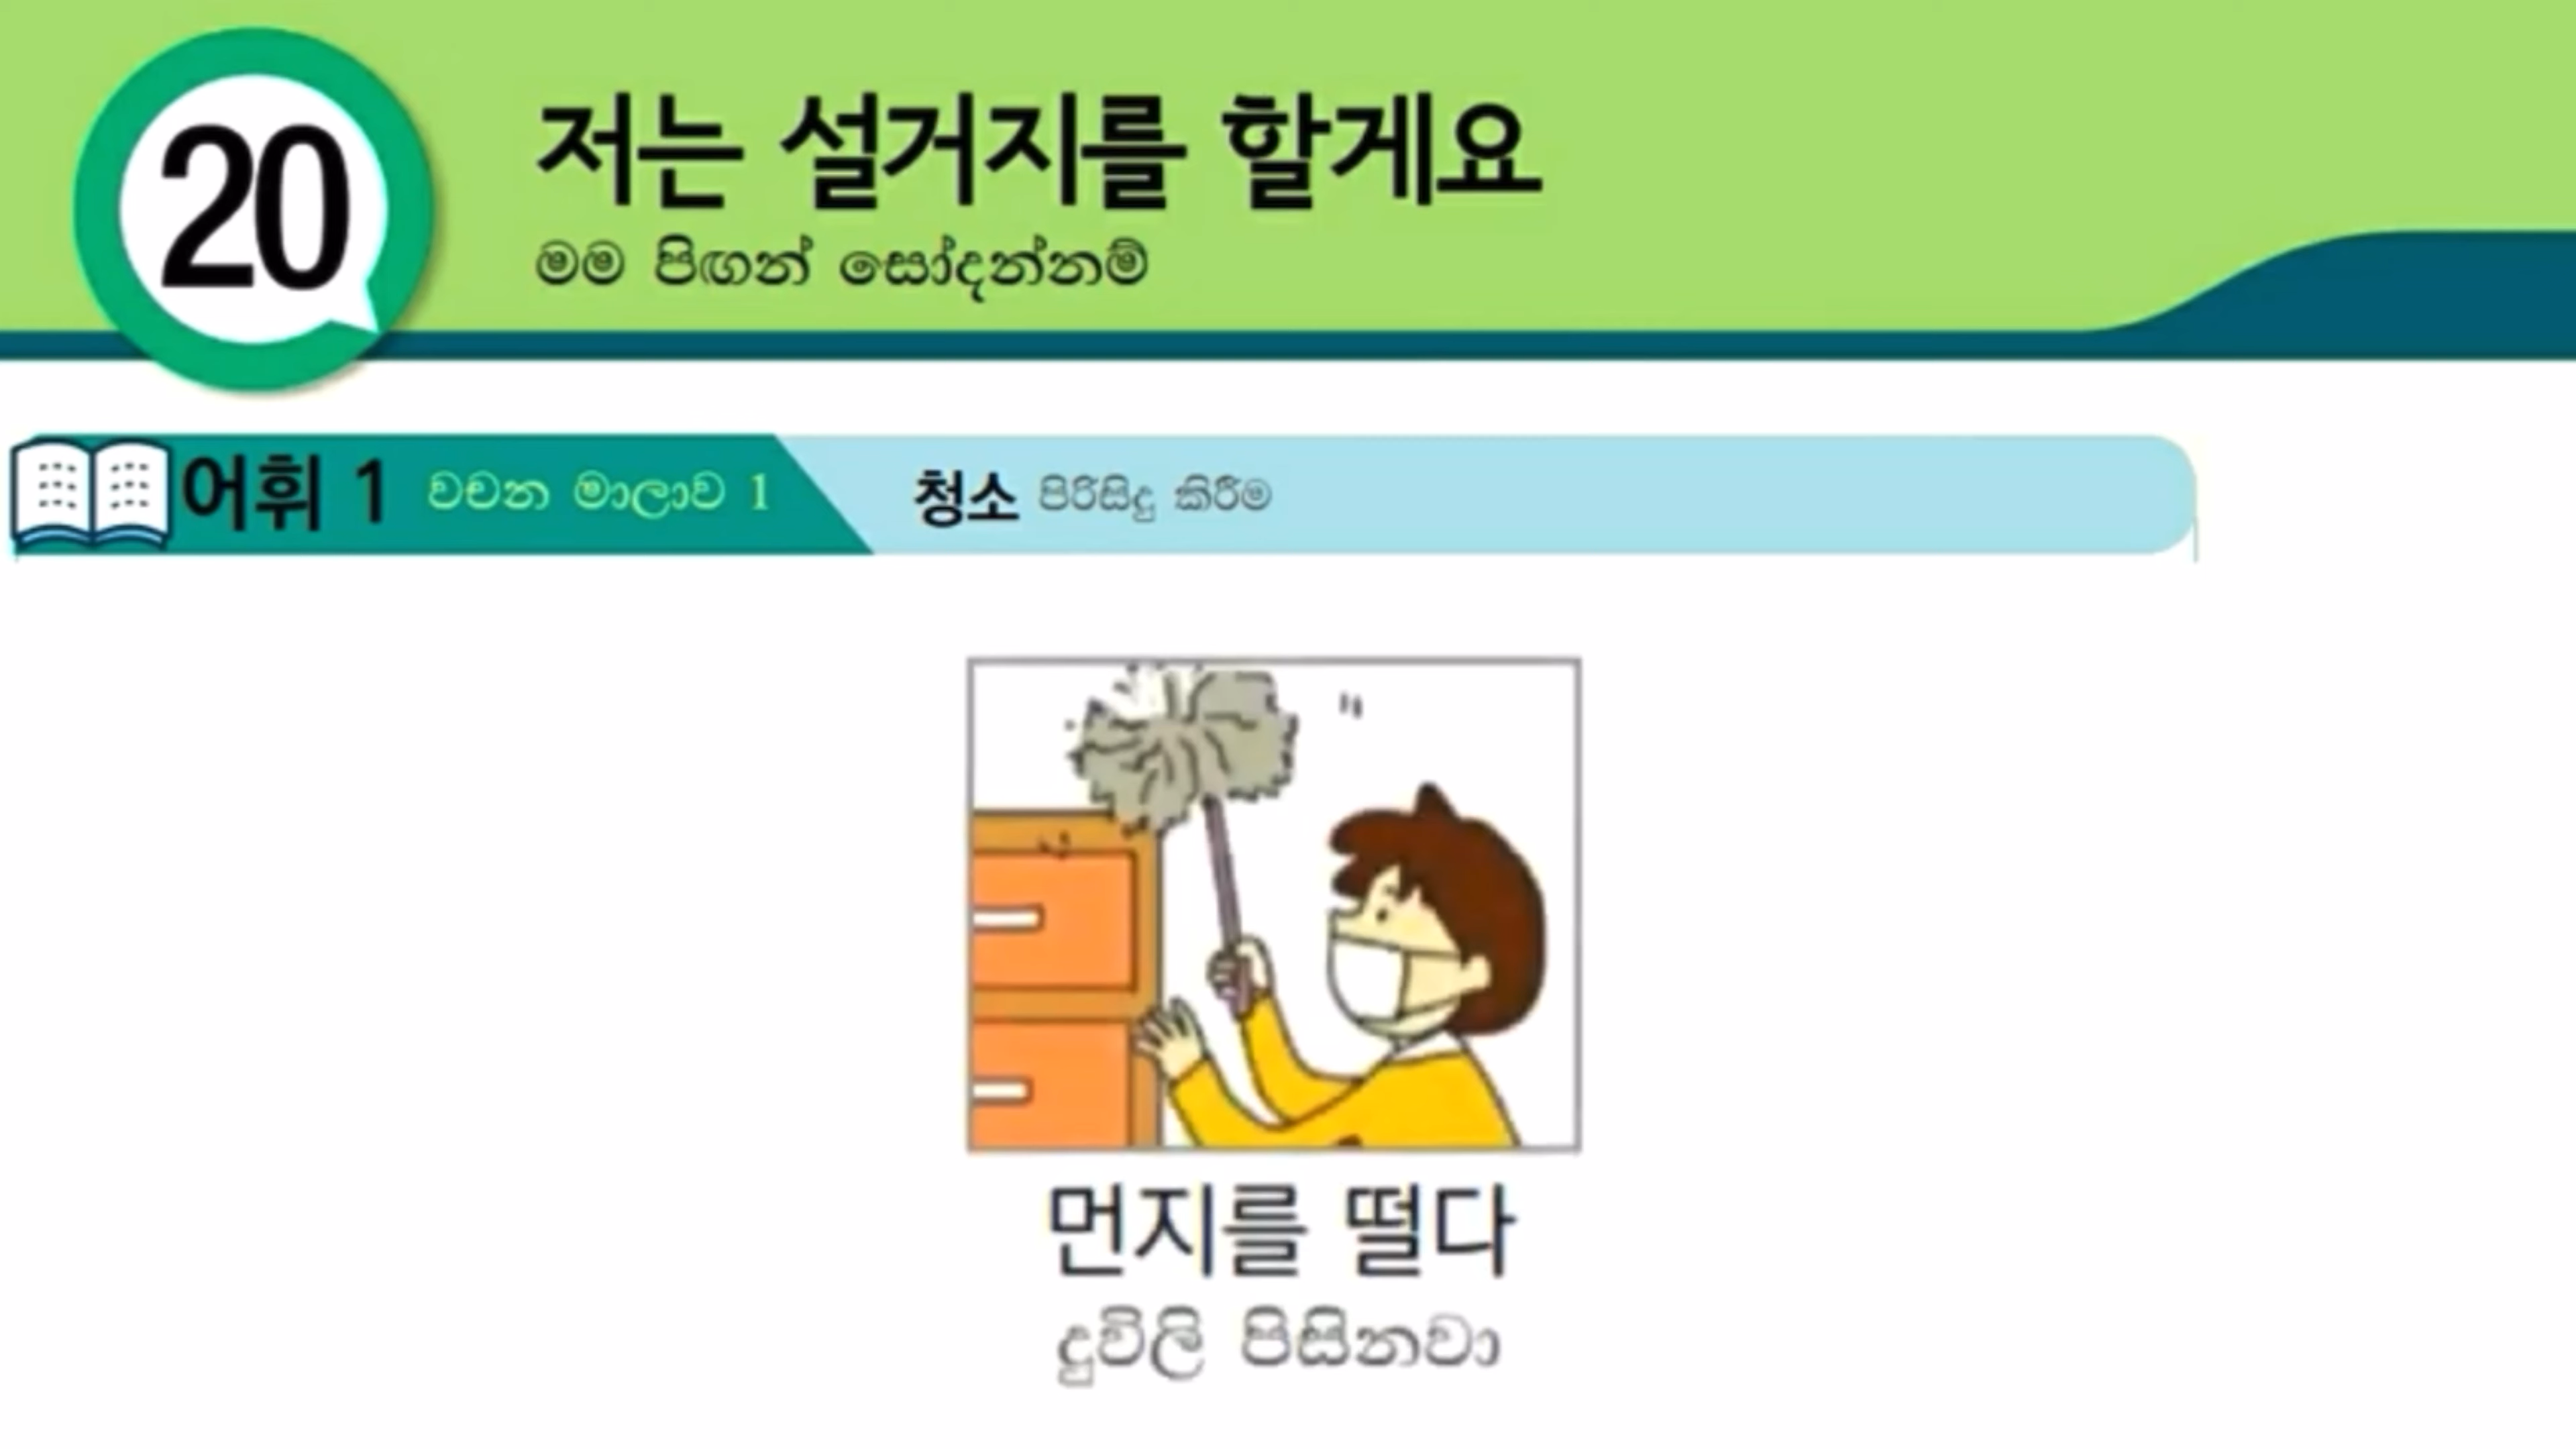 20
저는 설거지를 할게요
මම පිඟන් සෝදන්නම්
어휘 1 වචන මාලාව 1
청소 පිරිසිදු කිරීම
먼지를 떨다
දුවිලි පිසිනවා